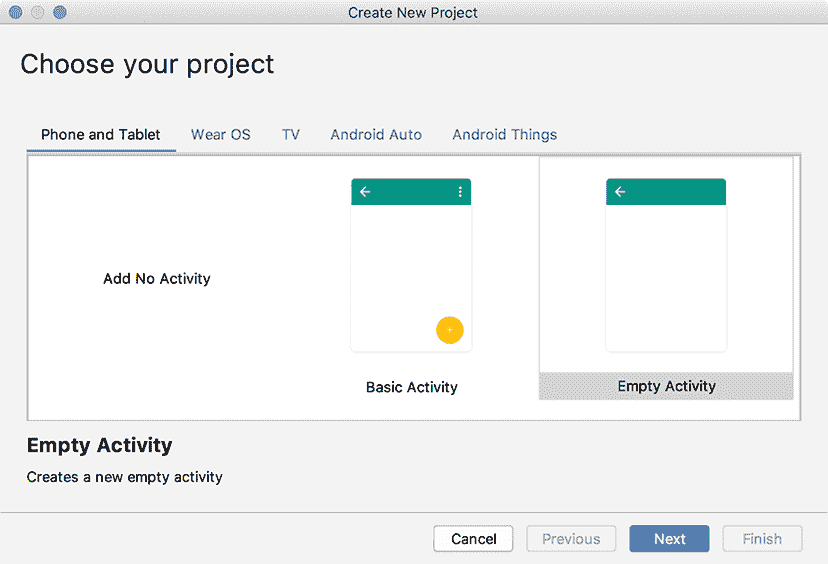 Create New Project
Choose your project
Phone and Tablet Wear OS TV Android Auto Android Things
Add No Activity
Basic Activity
Empty Activity
Empty Activity
Creates a new empty activity
Cancel Previous Next Finish